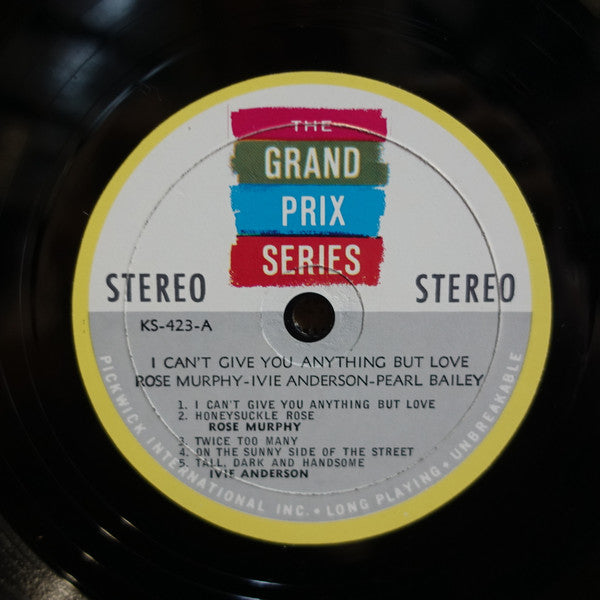 THE
GRAND
PRIX
SERIES
STEREO STEREO
KS-423-A
I CAN'T GIVE YOU ANYTHING BUT LOVE
ROSE MURPHY-IVIE ANDERSON-PEARL BAILEY
1. I CAN'T GIVE YOU ANYTHING BUT LOVE
2. HONEYSUCKLE ROSE
ROSE MURPHY
3. TWICE TOO MANY
4. ON THE SUNNY SIDE OF THE STREET
5. TALL, DARK AND HANDSOME
IVIE ANDERSON
PICKWICK INTERNATIONAL INC. • LONG PLAYING • UNBREAKABLE